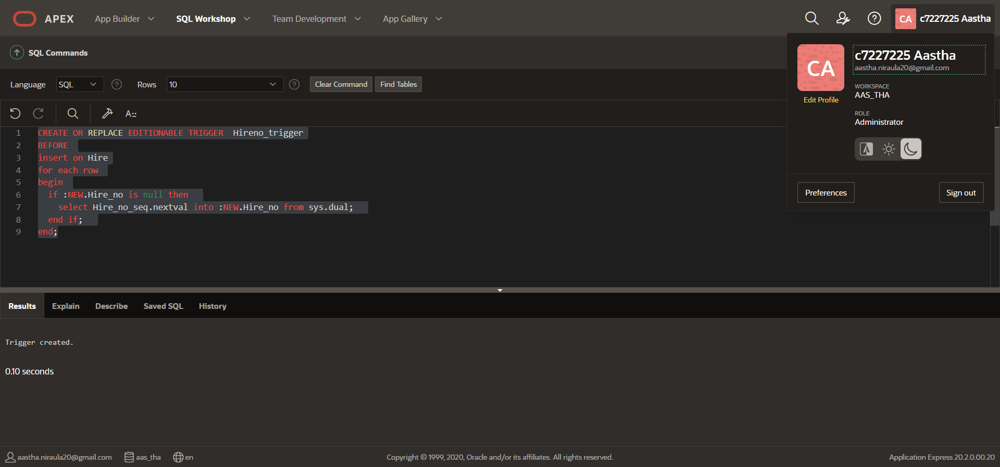 APEX App Builder SQL Workshop Team Development App Gallery CA c7227225 Aastha
SQL Commands
CA
c7227225 Aastha
aastha.niraula20@gmail.com
Edit Profile
WORKSPACE
AAS_THA
ROLE
Administrator
Preferences Sign out
Language SQL Rows 10 Clear Command Find Tables
A
1 CREATE OR REPLACE EDITIONABLE TRIGGER  Hireno_trigger
2 BEFORE
3 insert on Hire
4 for each row
5 begin
6   if :NEW.Hire_no is null then
7     select Hire_no_seq.nextval into :NEW.Hire_no from sys.dual;
8   end if;
9 end;
Results Explain Describe Saved SQL History
Trigger created.
0.10 seconds
aastha.niraula20@gmail.com aas_tha en Copyright © 1999, 2020, Oracle and/or its affiliates. All rights reserved. Application Express 20.2.0.00.20